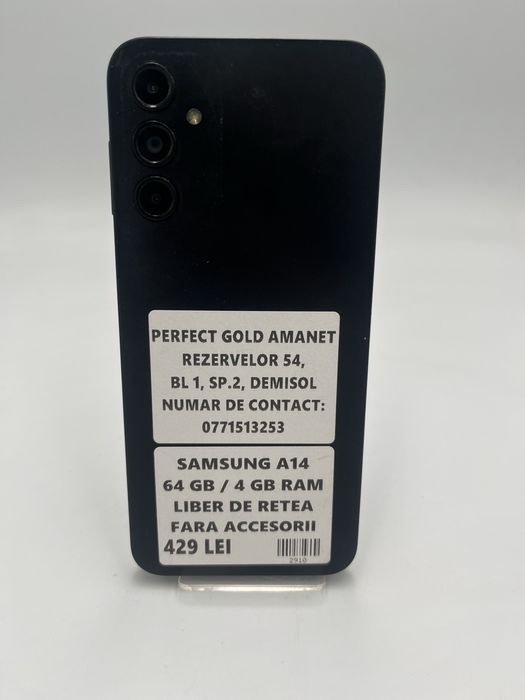 PERFECT GOLD AMANET
REZERVELOR 54,
BL 1, SP.2, DEMISOL
NUMAR DE CONTACT:
0771513253
SAMSUNG A14
64 GB / 4 GB RAM
LIBER DE RETEA
FARA ACCESORII
429 LEI
2910